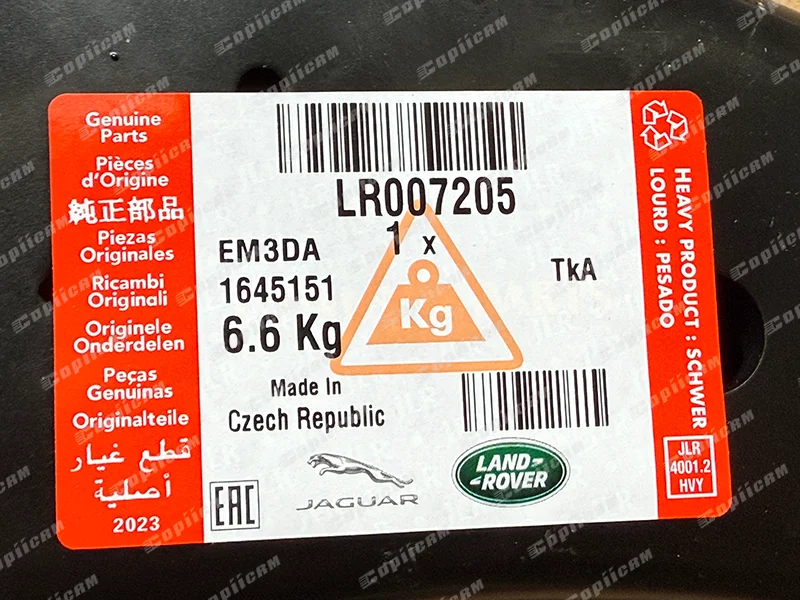 Genuine
Parts
Pièces
d'Origine
純正部品
Piezas
Originales
Ricambi
Originali
Originele
Onderdelen
Peças
Genuinas
Originalteile
قطع غيار
أصلية
2023
LR007205
1 x
EM3DA
1645151
6.6 Kg
TkA
Kg
Made In
Czech Republic
EAC
JAGUAR
LAND-
-ROVER
HEAVY PRODUCT : SCHWER
LOURD : PESADO
JLR
4001.2
HVY
Copiicam